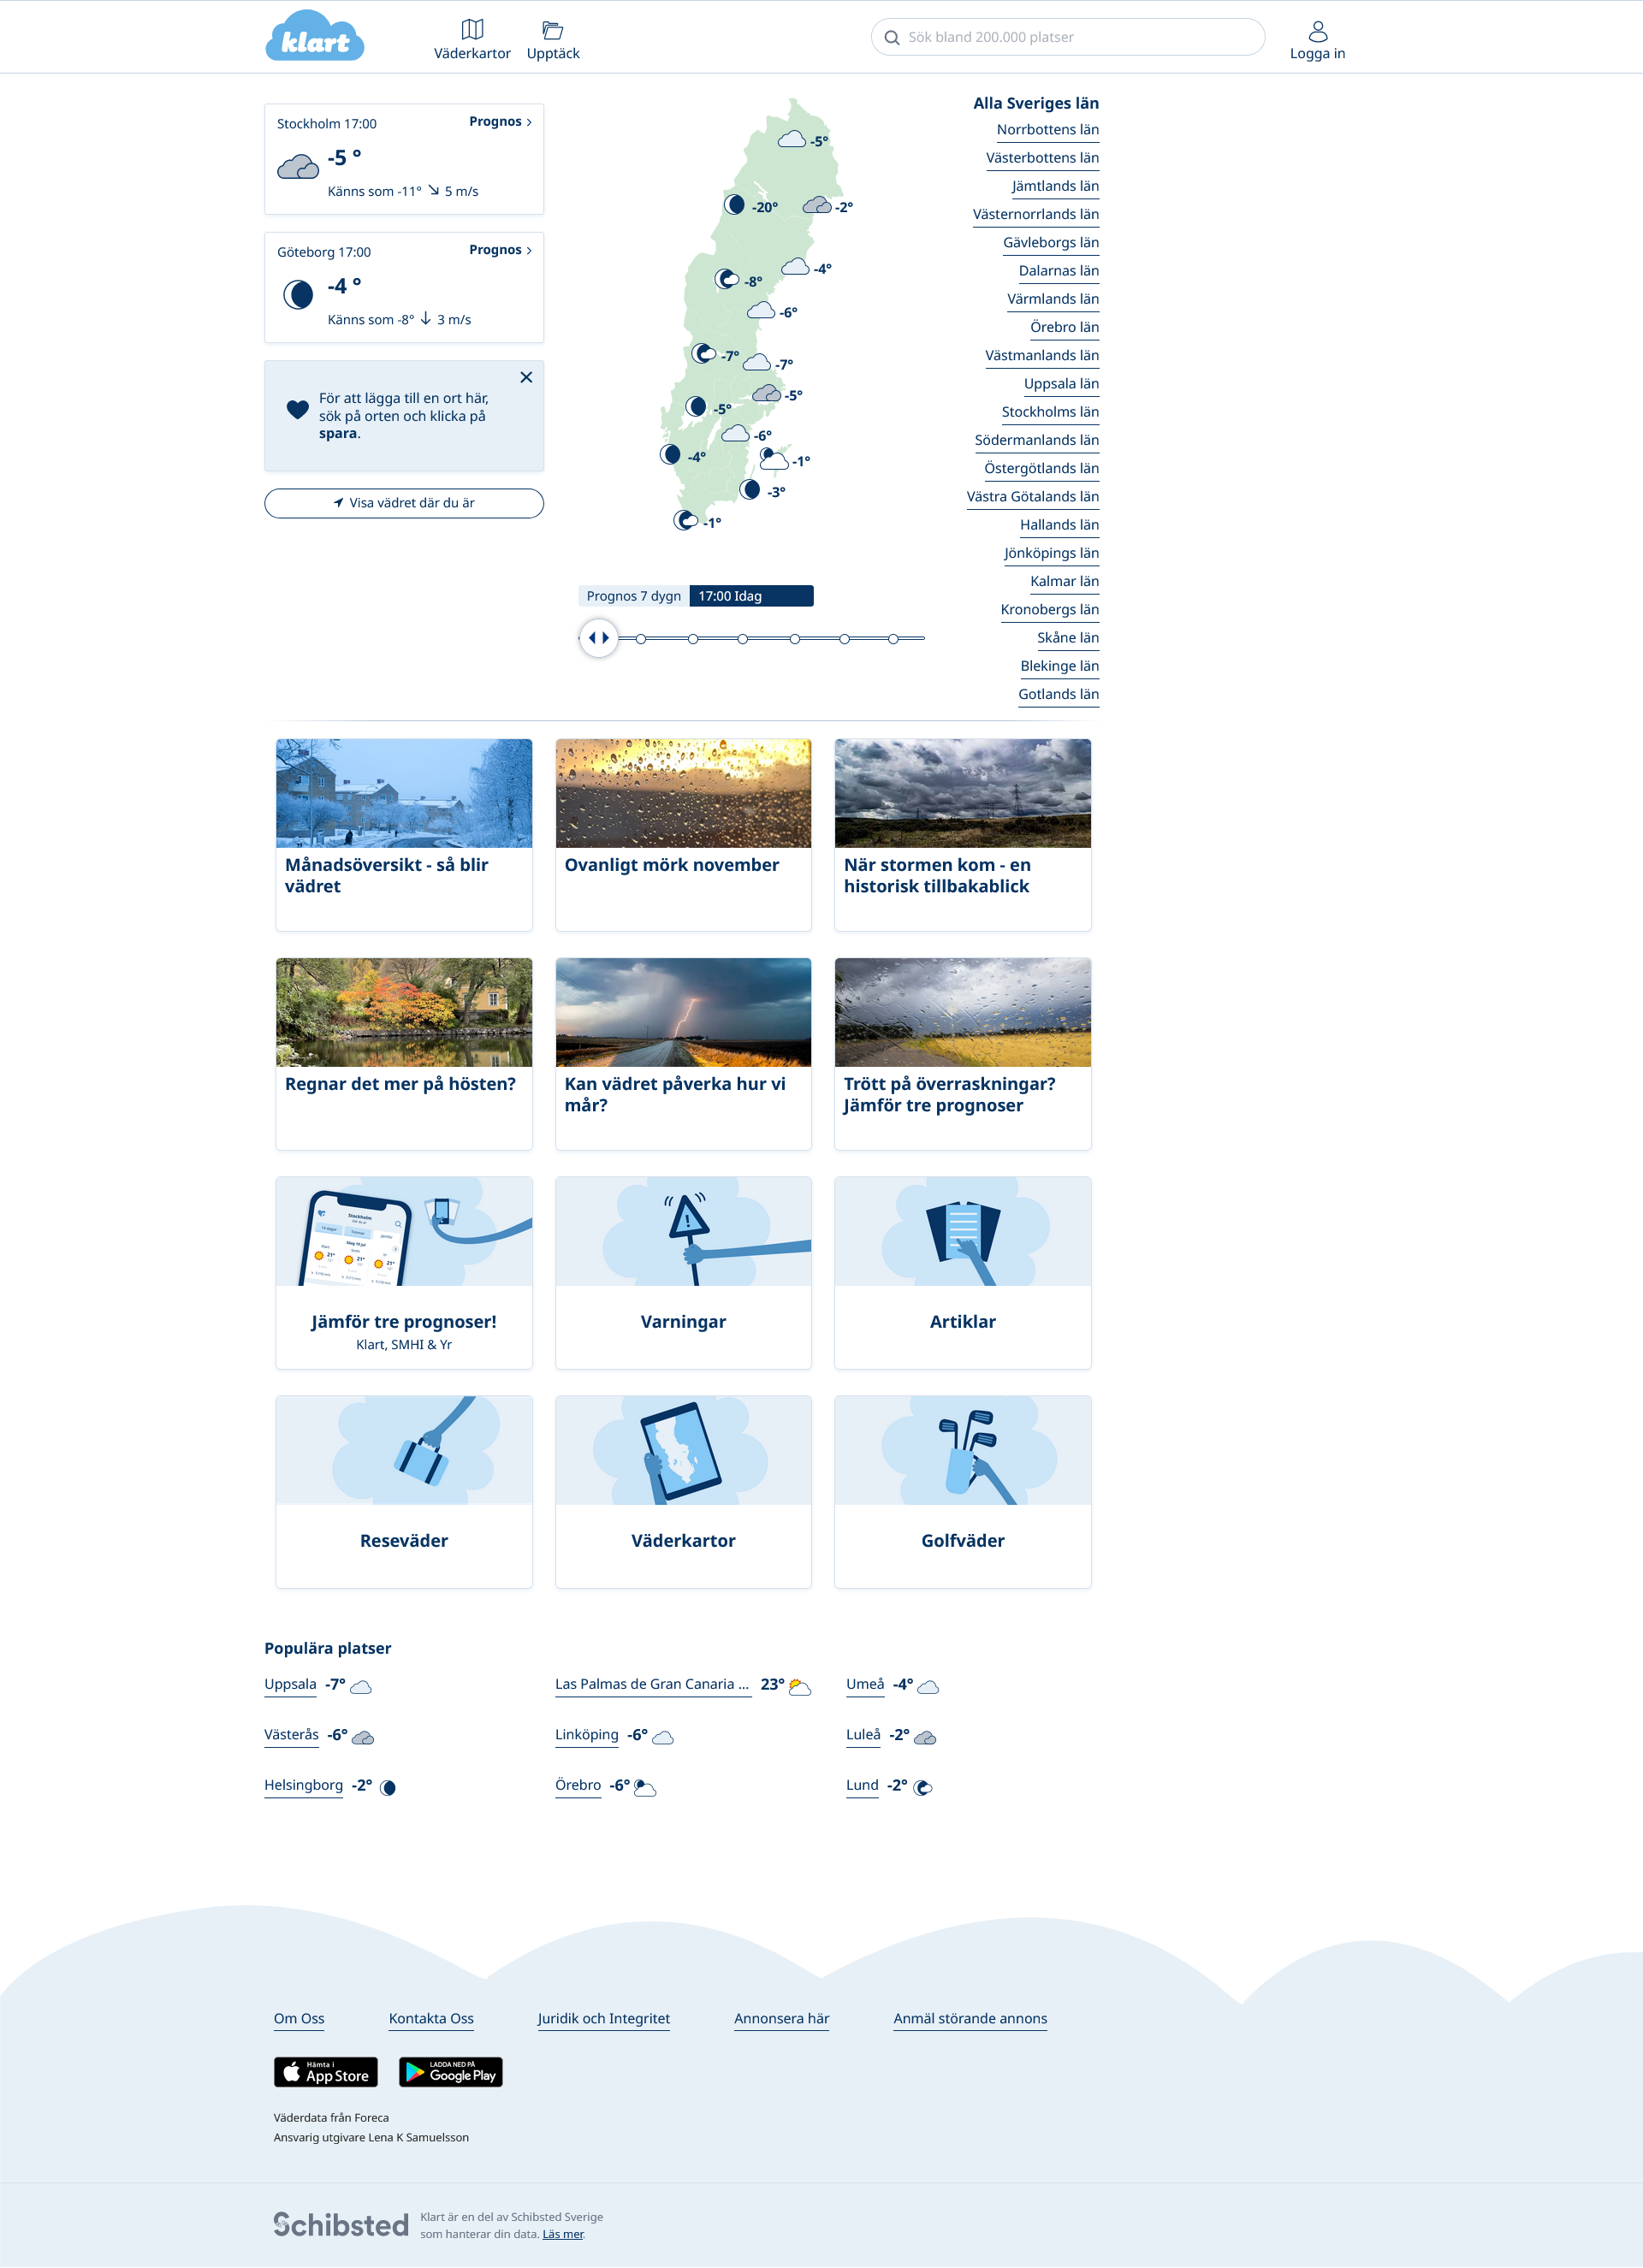 klart
Väderkartor
Upptäck
Sök bland 200.000 platser
Logga in
Stockholm 17:00
Prognos
-5 °
Känns som -11° 5 m/s
Göteborg 17:00
Prognos
-4 °
Känns som -8° 3 m/s
För att lägga till en ort här,
sök på orten och klicka på
spara.
Visa vädret där du är
-5°
-20°
-2°
-4°
-8°
-6°
-7°
-7°
-5°
-5°
-6°
-4°
-1°
-3°
-1°
Prognos 7 dygn
17:00 Idag
Alla Sveriges län
Norrbottens län
Västerbottens län
Jämtlands län
Västernorrlands län
Gävleborgs län
Dalarnas län
Värmlands län
Örebro län
Västmanlands län
Uppsala län
Stockholms län
Södermanlands län
Östergötlands län
Västra Götalands län
Hallands län
Jönköpings län
Kalmar län
Kronobergs län
Skåne län
Blekinge län
Gotlands län
Månadsöversikt - så blir
vädret
Ovanligt mörk november
När stormen kom - en
historisk tillbakablick
Regnar det mer på hösten?
Kan vädret påverka hur vi
mår?
Trött på överraskningar?
Jämför tre prognoser
Stockholm
21°
21°
21°
Jämför tre prognoser!
Klart, SMHI & Yr
Varningar
Artiklar
Reseväder
Väderkartor
Golfväder
Populära platser
Uppsala -7°
Las Palmas de Gran Canaria ... 23°
Umeå -4°
Västerås -6°
Linköping -6°
Luleå -2°
Helsingborg -2°
Örebro -6°
Lund -2°
Om Oss
Kontakta Oss
Juridik och Integritet
Annonsera här
Anmäl störande annons
Hämta i
App Store
LADDA NED PÅ
Google Play
Väderdata från Foreca
Ansvarig utgivare Lena K Samuelsson
Schibsted
Klart är en del av Schibsted Sverige
som hanterar din data. Läs mer.